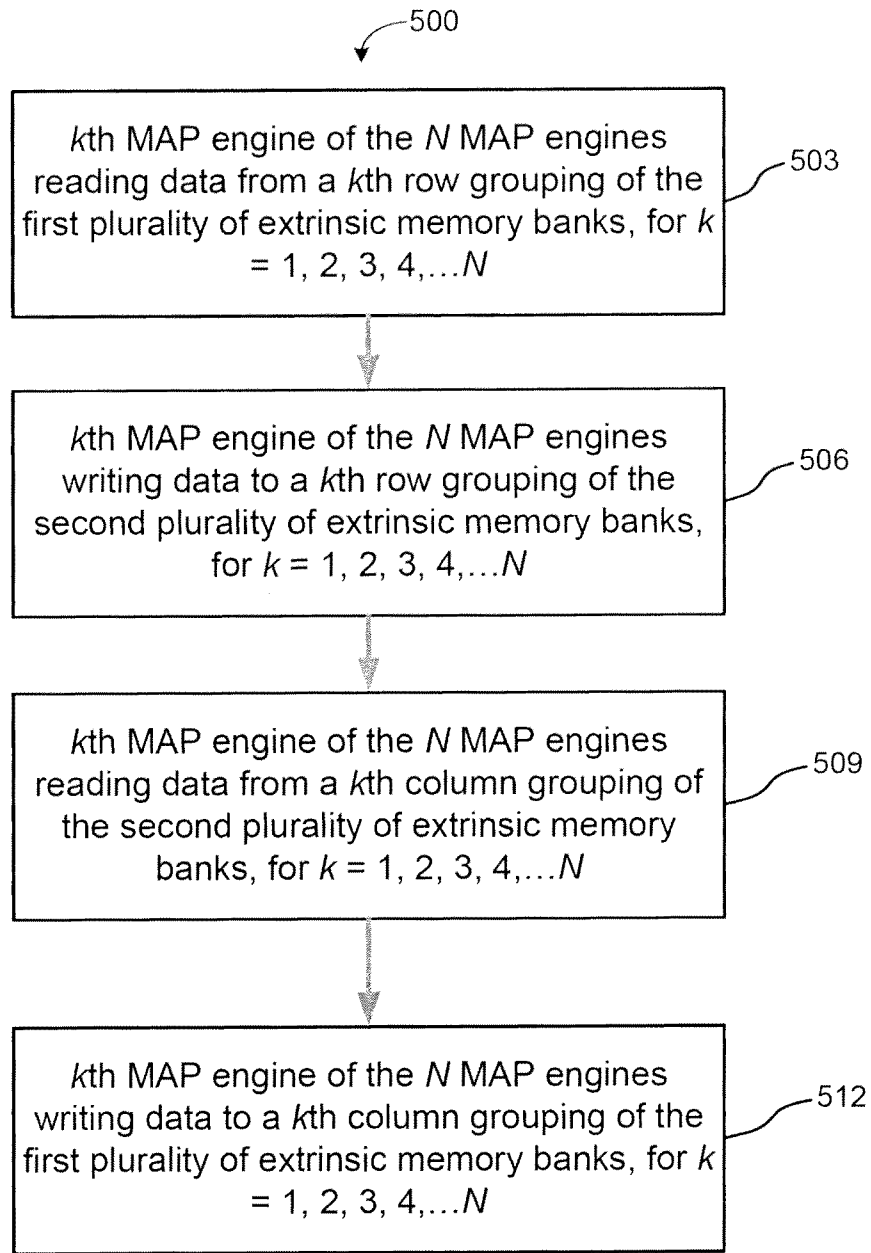 500
kth MAP engine of the N MAP engines
reading data from a kth row grouping of the
first plurality of extrinsic memory banks, for k
= 1, 2, 3, 4,...N
503
kth MAP engine of the N MAP engines
writing data to a kth row grouping of the
second plurality of extrinsic memory banks,
for k = 1, 2, 3, 4,...N
506
kth MAP engine of the N MAP engines
reading data from a kth column grouping of
the second plurality of extrinsic memory
banks, for k = 1, 2, 3, 4,...N
509
kth MAP engine of the N MAP engines
writing data to a kth column grouping of the
first plurality of extrinsic memory banks, for k
= 1, 2, 3, 4,...N
512